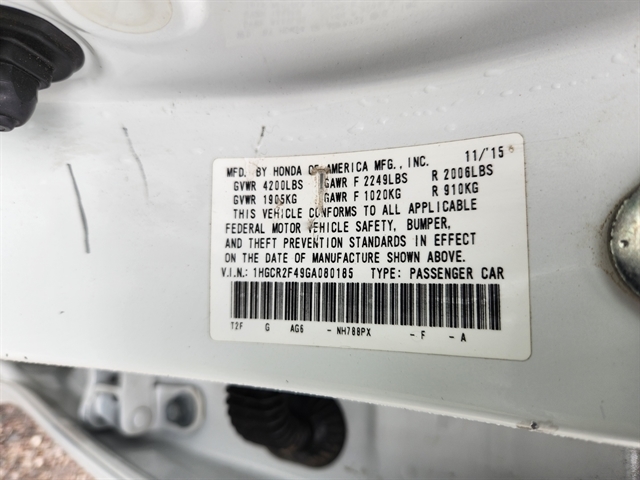 MFD. BY HONDA OF AMERICA MFG., INC. 11/'15
GVWR 4200LBS GAWR F 2249LBS R 2006LBS
GVWR 1905KG GAWR F 1020KG R 910KG
THIS VEHICLE CONFORMS TO ALL APPLICABLE
FEDERAL MOTOR VEHICLE SAFETY, BUMPER,
AND THEFT PREVENTION STANDARDS IN EFFECT
ON THE DATE OF MANUFACTURE SHOWN ABOVE.
V.I.N.: 1HGCR2F49GA080185 TYPE: PASSENGER CAR
T2F G AG6 - NH788PX - F - A